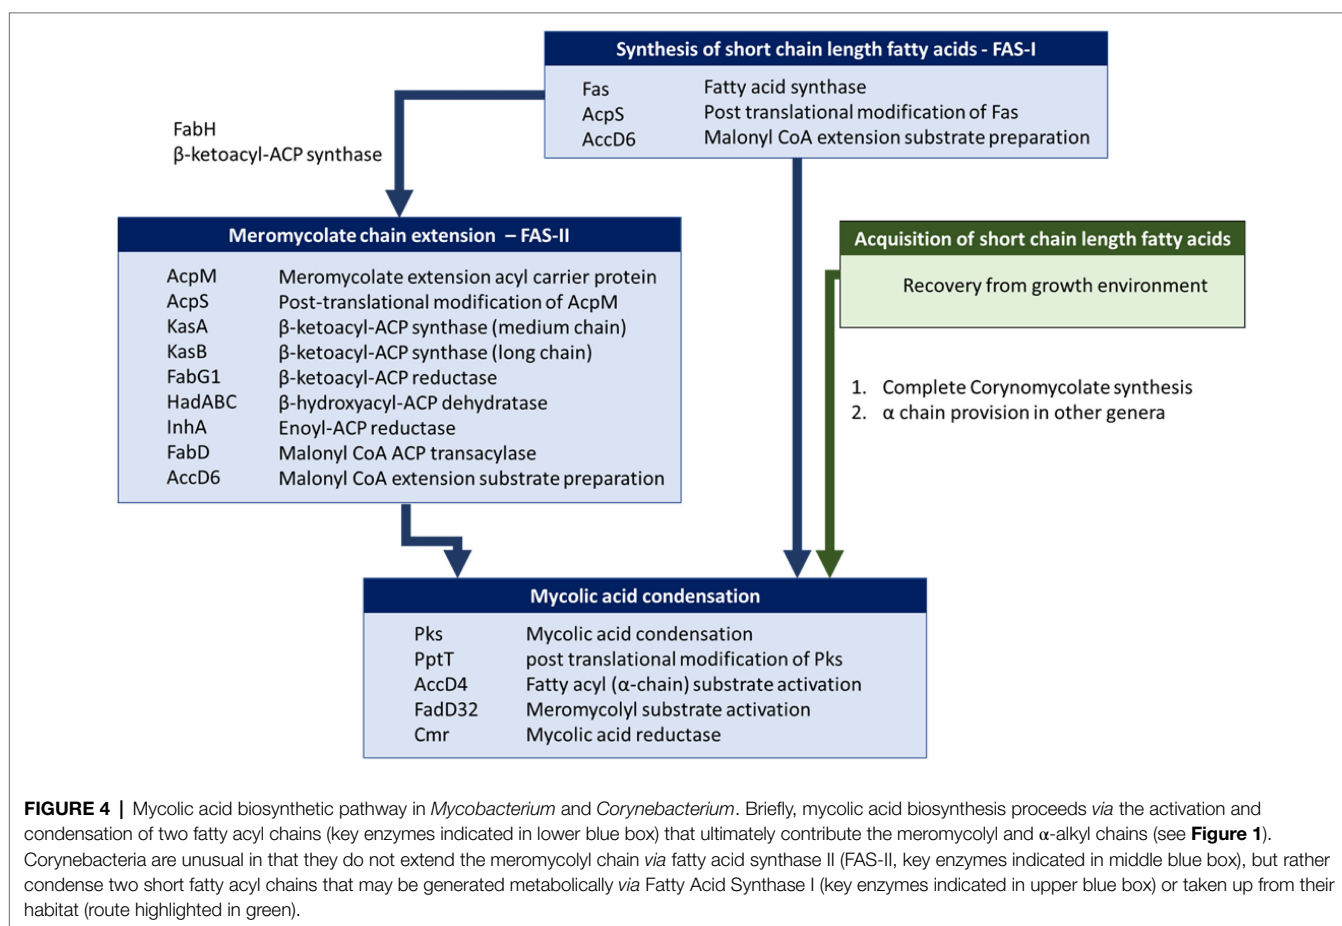 Synthesis of short chain length fatty acids - FAS-I
Fas Fatty acid synthase
AcpS Post translational modification of Fas
AccD6 Malonyl CoA extension substrate preparation
FabH
β-ketoacyl-ACP synthase
Meromycolate chain extension – FAS-II
AcpM Meromycolate extension acyl carrier protein
AcpS Post-translational modification of AcpM
KasA β-ketoacyl-ACP synthase (medium chain)
KasB β-ketoacyl-ACP synthase (long chain)
FabG1 β-ketoacyl-ACP reductase
HadABC β-hydroxyacyl-ACP dehydratase
InhA Enoyl-ACP reductase
FabD Malonyl CoA ACP transacylase
AccD6 Malonyl CoA extension substrate preparation
Acquisition of short chain length fatty acids
Recovery from growth environment
1. Complete Corynomycolate synthesis
2. α chain provision in other genera
Mycolic acid condensation
Pks Mycolic acid condensation
PptT post translational modification of Pks
AccD4 Fatty acyl (α-chain) substrate activation
FadD32 Meromycolyl substrate activation
Cmr Mycolic acid reductase
FIGURE 4 | Mycolic acid biosynthetic pathway in Mycobacterium and Corynebacterium. Briefly, mycolic acid biosynthesis proceeds via the activation and
condensation of two fatty acyl chains (key enzymes indicated in lower blue box) that ultimately contribute the meromycolyl and α-alkyl chains (see Figure 1).
Corynebacteria are unusual in that they do not extend the meromycolyl chain via fatty acid synthase II (FAS-II, key enzymes indicated in middle blue box), but rather
condense two short fatty acyl chains that may be generated metabolically via Fatty Acid Synthase I (key enzymes indicated in upper blue box) or taken up from their
habitat (route highlighted in green).